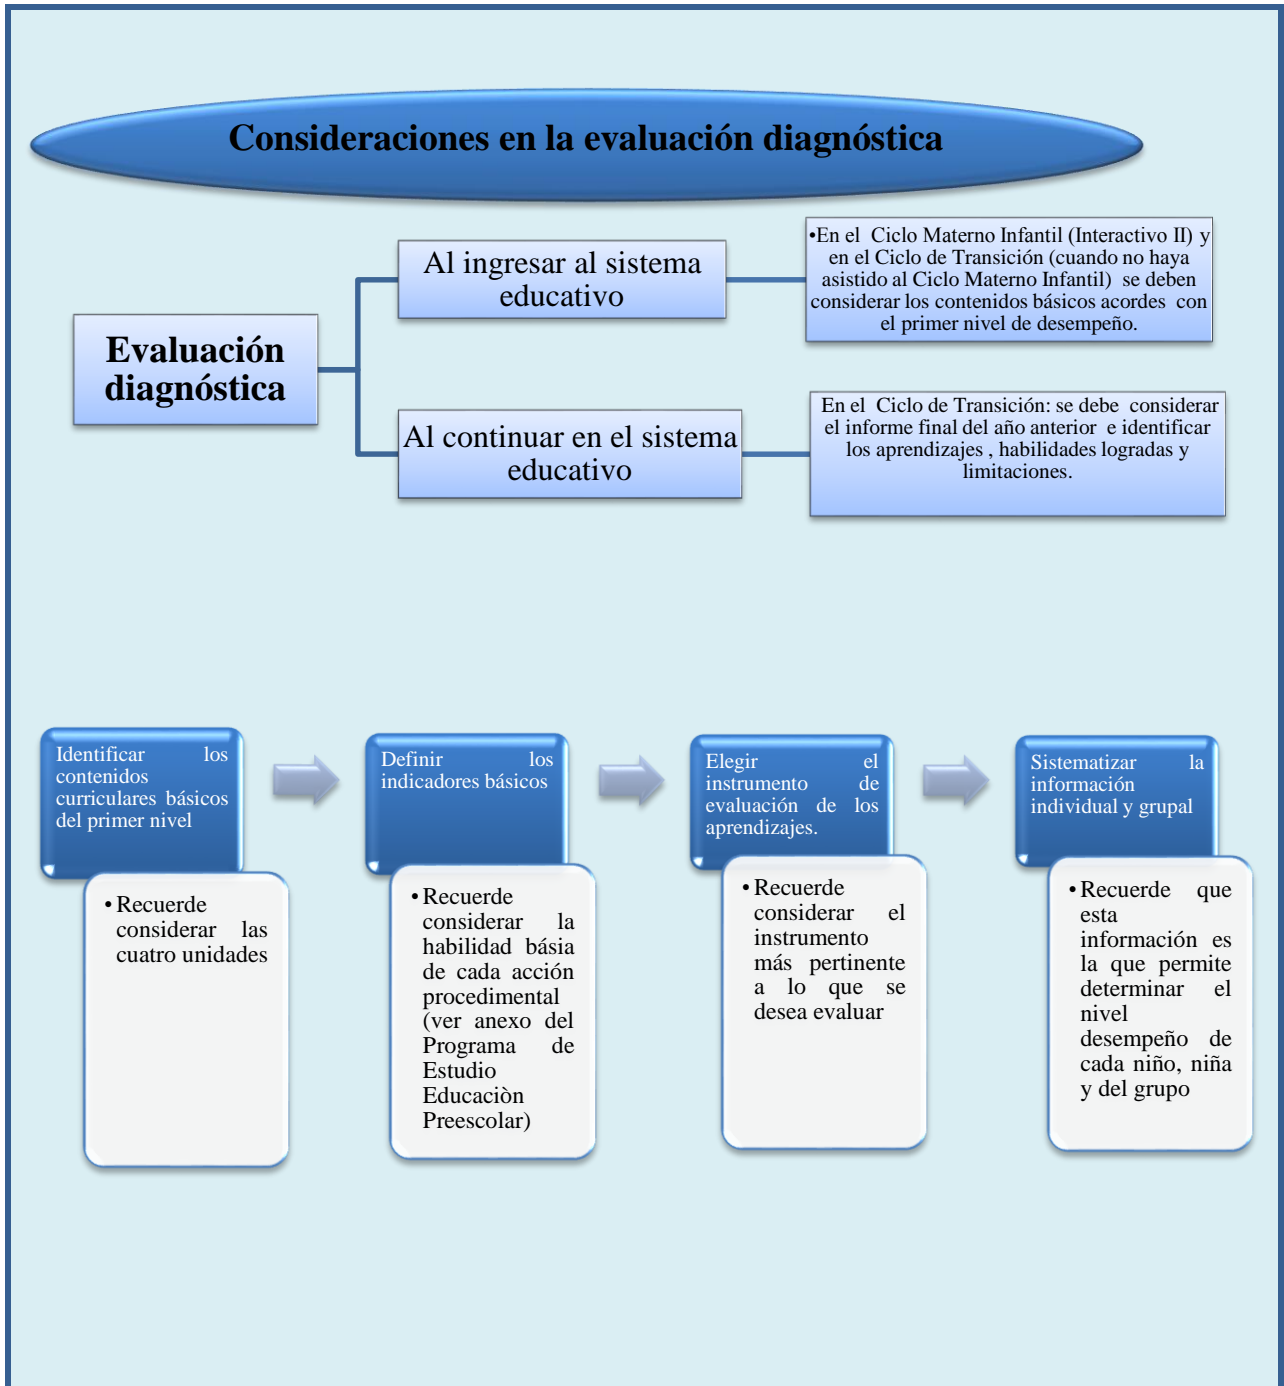 Consideraciones en la evaluación diagnóstica
Evaluación
diagnóstica
Al ingresar al sistema
educativo
•En el Ciclo Materno Infantil (Interactivo II) y
en el Ciclo de Transición (cuando no haya
asistido al Ciclo Materno Infantil) se deben
considerar los contenidos básicos acordes con
el primer nivel de desempeño.
Al continuar en el sistema
educativo
En el Ciclo de Transición: se debe considerar
el informe final del año anterior e identificar
los aprendizajes , habilidades logradas y
limitaciones.
Identificar los
contenidos
curriculares básicos
del primer nivel
• Recuerde
considerar las
cuatro unidades
Definir los
indicadores básicos
• Recuerde
considerar la
habilidad básia
de cada acción
procedimental
(ver anexo del
Programa de
Estudio
Educaciòn
Preescolar)
Elegir el
instrumento de
evaluación de los
aprendizajes.
• Recuerde
considerar el
instrumento
más pertinente
a lo que se
desea evaluar
Sistematizar la
información
individual y grupal
• Recuerde que
esta
información es
la que permite
determinar el
nivel
desempeño de
cada niño, niña
y del grupo